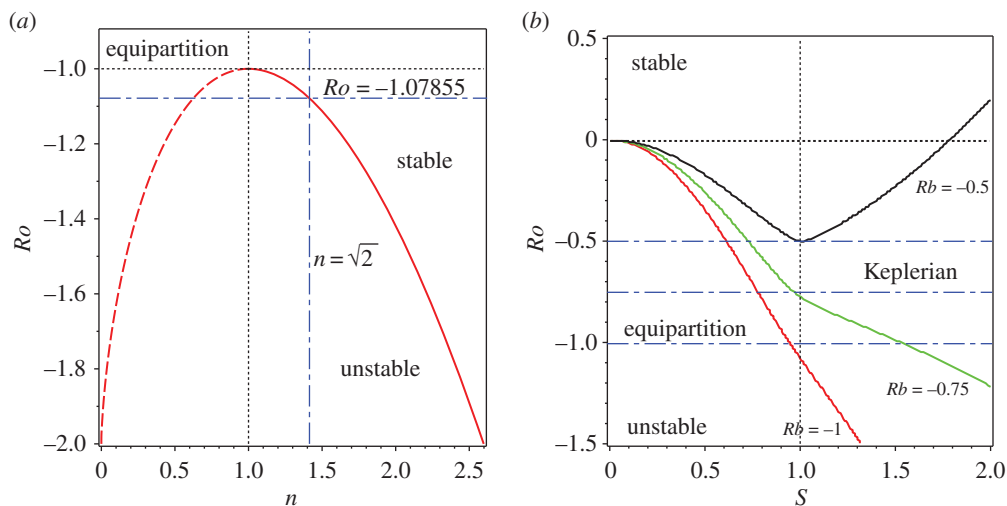 (a)
equipartition
Ro = –1.07855
stable
n = √2
unstable
–1.0
–1.2
–1.4
–1.6
–1.8
–2.0
Ro
0 0.5 1.0 1.5 2.0 2.5
n
(b)
stable
Rb = –0.5
Keplerian
equipartition
Rb = –0.75
unstable
Rb = –1
0.5
0
–0.5
–1.0
–1.5
Ro
0 0.5 1.0 1.5 2.0
S